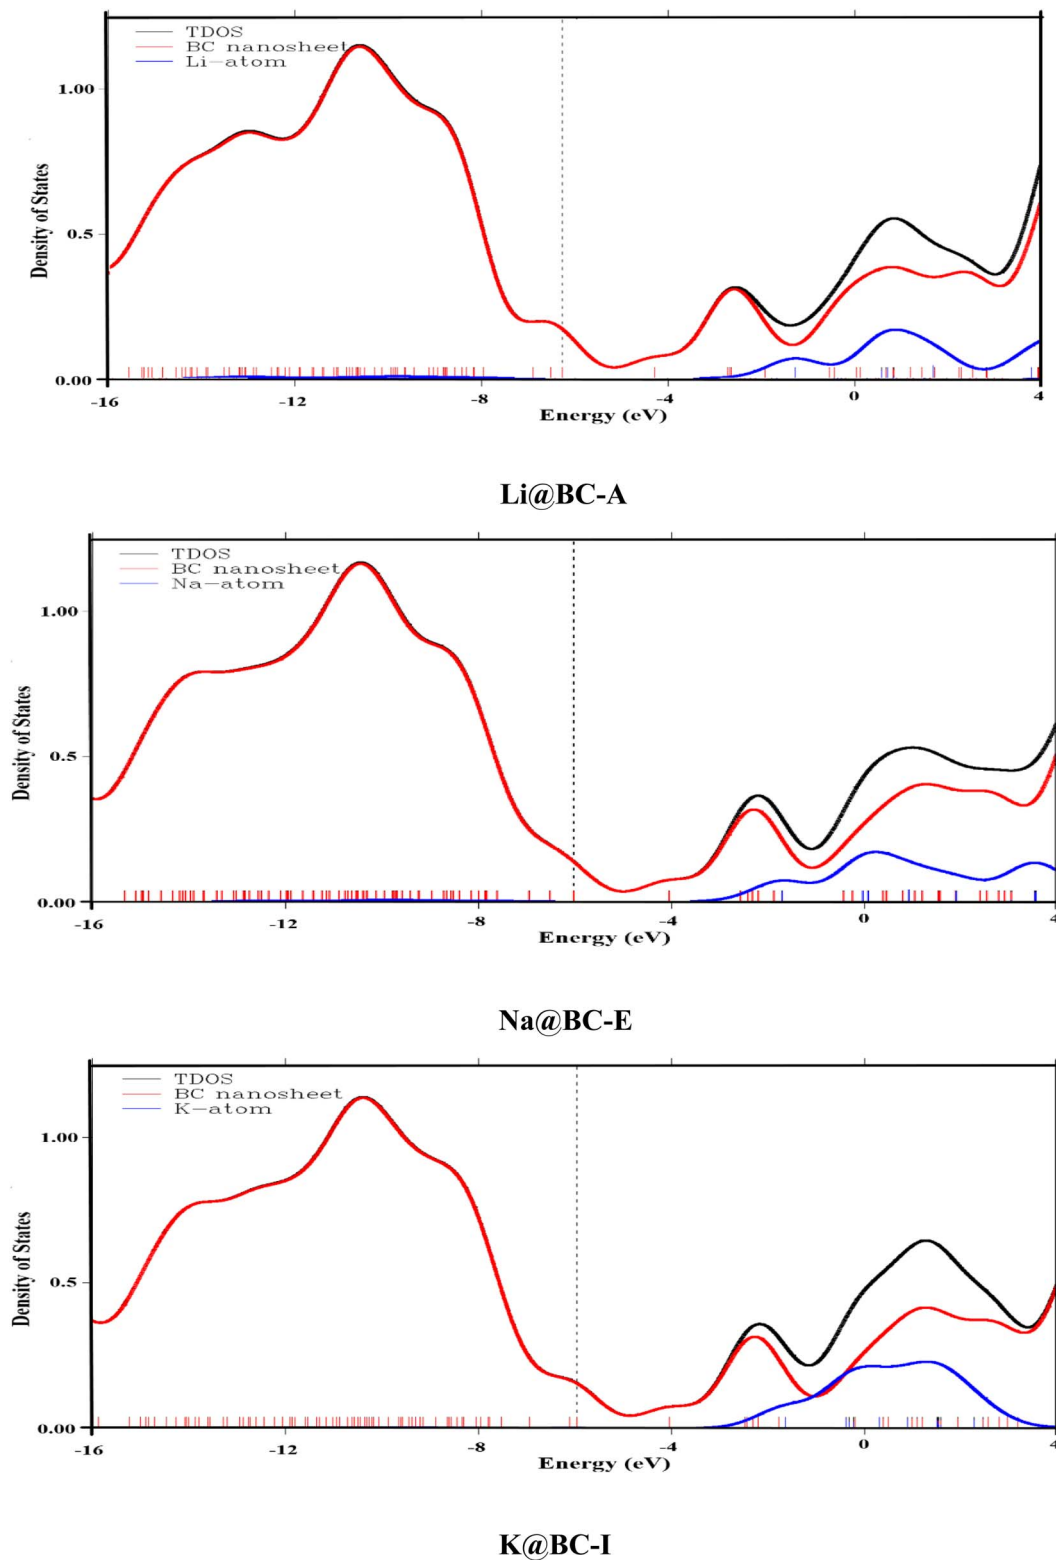 TDOS
BC nanosheet
Li-atom
1.00
0.5
0.00
Density of States
-16
-12
-8
-4
0
4
Energy (eV)
Li@BC-A
TDOS
BC nanosheet
Na-atom
1.00
0.5
0.00
Density of States
-16
-12
-8
-4
0
4
Energy (eV)
Na@BC-E
TDOS
BC nanosheet
K-atom
1.00
0.5
0.00
Density of States
-16
-12
-8
-4
0
4
Energy (eV)
K@BC-I